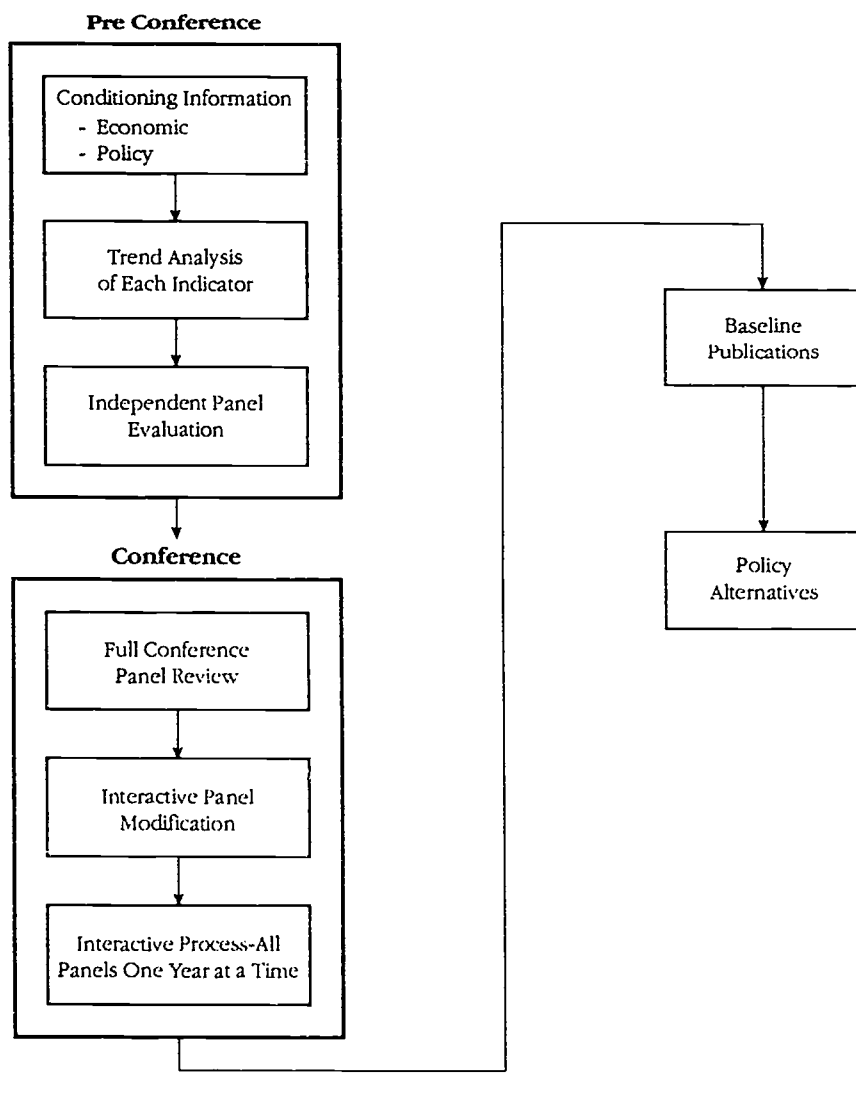 Pre Conference
Conditioning Information
- Economic
- Policy
Trend Analysis
of Each Indicator
Independent Panel
Evaluation
Conference
Full Conference
Panel Review
Interactive Panel
Modification
Interactive Process-All
Panels One Year at a Time
Baseline
Publications
Policy
Alternatives